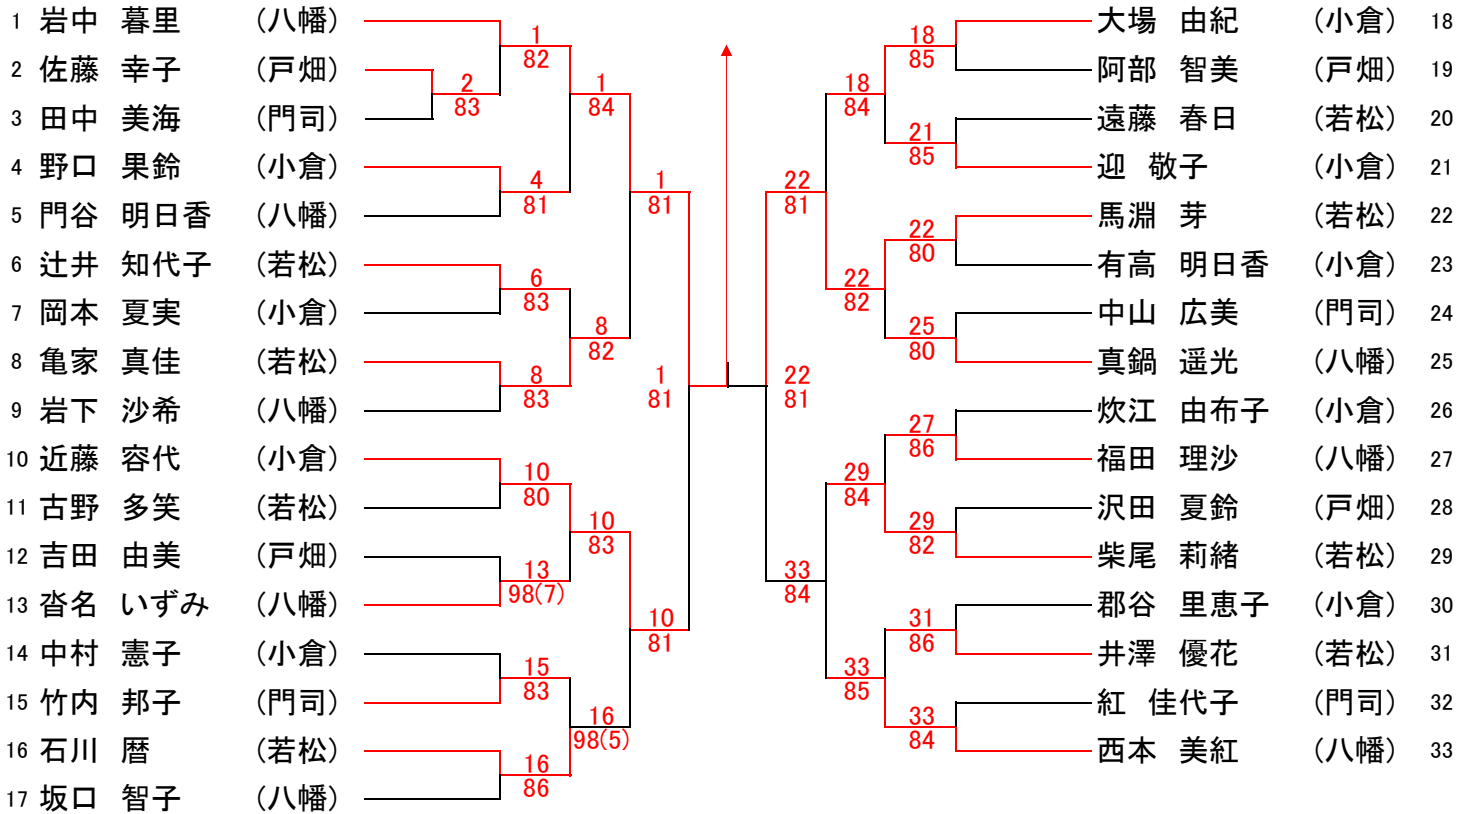 1 岩中 暮里 (八幡)
2 佐藤 幸子 (戸畑)
3 田中 美海 (門司)
4 野口 果鈴 (小倉)
5 門谷 明日香 (八幡)
6 辻井 知代子 (若松)
7 岡本 夏実 (小倉)
8 亀家 真佳 (若松)
9 岩下 沙希 (八幡)
10 近藤 容代 (小倉)
11 古野 多笑 (若松)
12 吉田 由美 (戸畑)
13 沓名 いずみ (八幡)
14 中村 憲子 (小倉)
15 竹内 邦子 (門司)
16 石川 暦 (若松)
17 坂口 智子 (八幡)
2
83
1
82
4
81
6
83
8
83
10
80
13
98(7)
15
83
16
86
1
84
8
82
10
83
16
98(5)
1
81
10
81
1
81
22
81
22
81
33
84
18
84
22
82
29
84
33
85
18
85
21
85
22
80
25
80
27
86
29
82
31
86
33
84
大場 由紀 (小倉) 18
阿部 智美 (戸畑) 19
遠藤 春日 (若松) 20
迎 敬子 (小倉) 21
馬淵 芽 (若松) 22
有高 明日香 (小倉) 23
中山 広美 (門司) 24
真鍋 遥光 (八幡) 25
炊江 由布子 (小倉) 26
福田 理沙 (八幡) 27
沢田 夏鈴 (戸畑) 28
柴尾 莉緒 (若松) 29
郡谷 里恵子 (小倉) 30
井澤 優花 (若松) 31
紅 佳代子 (門司) 32
西本 美紅 (八幡) 33